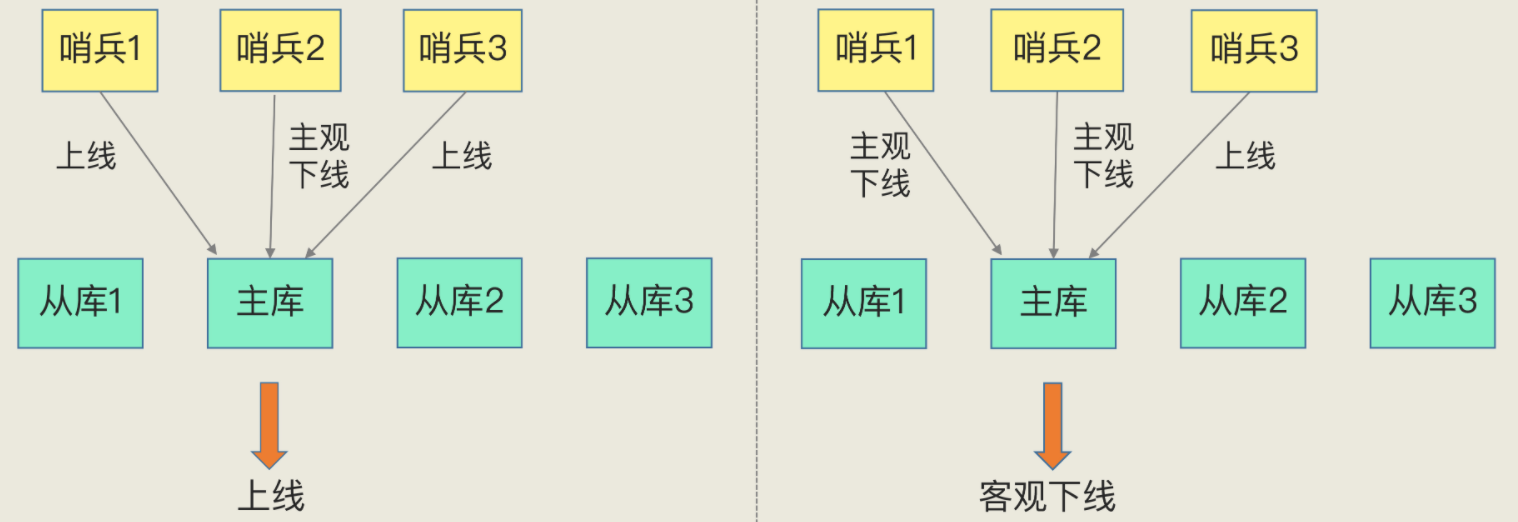 哨兵1
哨兵2
哨兵3
上线
主观
下线
上线
从库1
主库
从库2
从库3
上线
哨兵1
哨兵2
哨兵3
主观
下线
主观
下线
上线
从库1
主库
从库2
从库3
客观下线